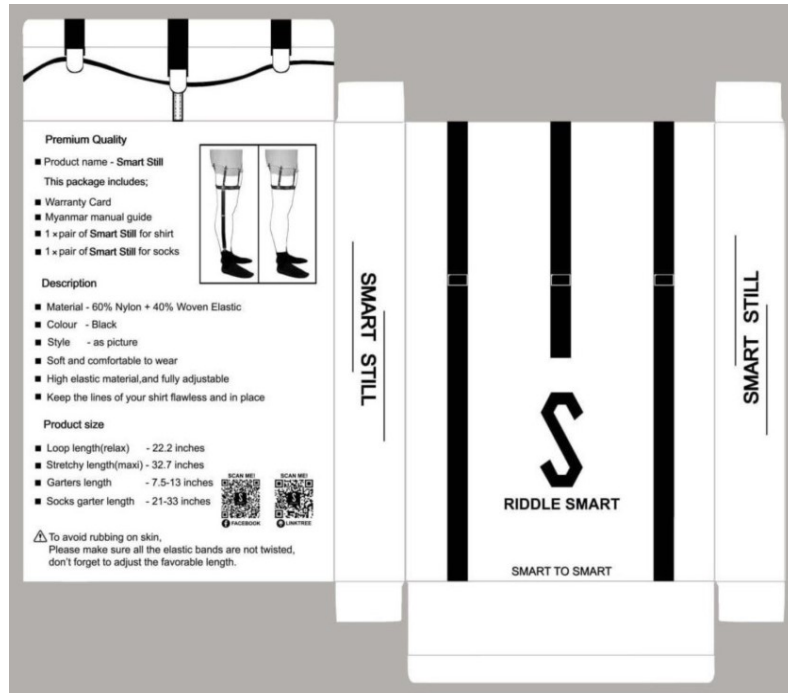 Premium Quality
■ Product name - Smart Still
This package includes;
■ Warranty Card
■ Myanmar manual guide
■ 1 × pair of Smart Still for shirt
■ 1 × pair of Smart Still for socks
Description
■ Material - 60% Nylon + 40% Woven Elastic
■ Colour - Black
■ Style - as picture
■ Soft and comfortable to wear
■ High elastic material,and fully adjustable
■ Keep the lines of your shirt flawless and in place
Product size
■ Loop length(relax) - 22.2 inches
■ Stretchy length(maxi) - 32.7 inches
■ Garters length - 7.5-13 inches
■ Socks garter length - 21-33 inches
SCAN ME!
FACEBOOK
SCAN ME!
LINKTREE
To avoid rubbing on skin,
Please make sure all the elastic bands are not twisted,
don't forget to adjust the favorable length.
SMART STILL
S
RIDDLE SMART
SMART TO SMART
SMART STILL